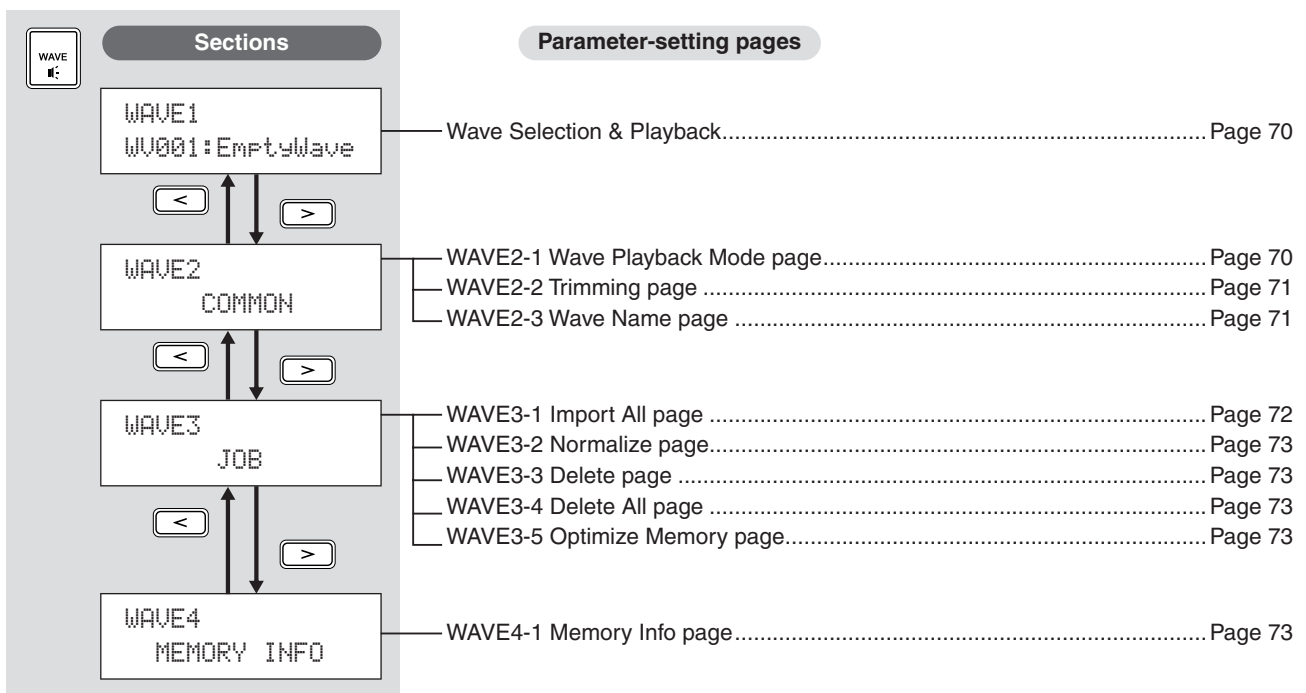 WAVE
Sections
Parameter-setting pages
WAVE1
WV001:EmptyWave
Wave Selection & Playback.......................................................................................... Page 70
<
>
WAVE2
COMMON
WAVE2-1 Wave Playback Mode page....................................................................... Page 70
WAVE2-2 Trimming page ............................................................................................ Page 71
WAVE2-3 Wave Name page ....................................................................................... Page 71
<
>
WAVE3
JOB
WAVE3-1 Import All page ............................................................................................ Page 72
WAVE3-2 Normalize page........................................................................................... Page 73
WAVE3-3 Delete page ................................................................................................. Page 73
WAVE3-4 Delete All page ............................................................................................ Page 73
WAVE3-5 Optimize Memory page.............................................................................. Page 73
<
>
WAVE4
MEMORY INFO
WAVE4-1 Memory Info page....................................................................................... Page 73